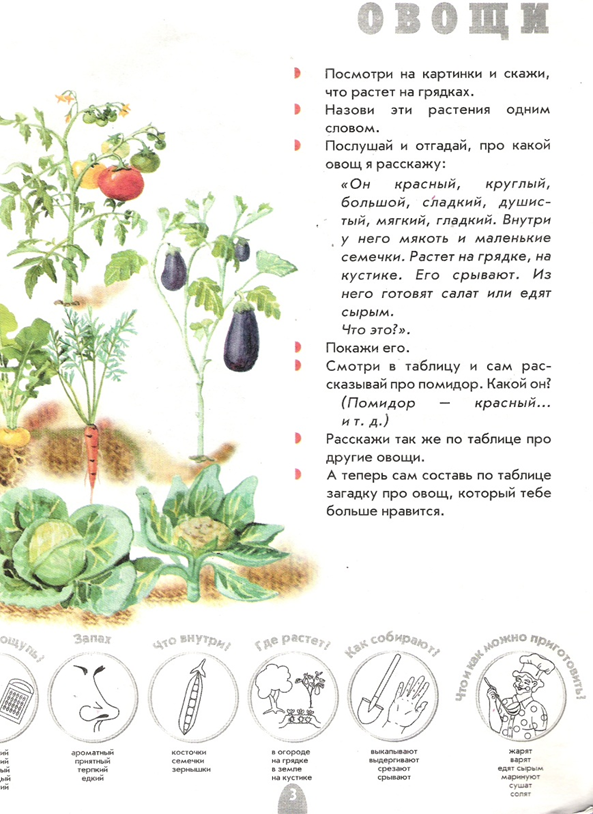 ОВОЩИ
Посмотри на картинки и скажи,
что растет на грядках.
Назови эти растения одним
словом.
Послушай и отгадай, про какой
овощ я расскажу:
«Он красный, круглый,
большой, сладкий, душис-
тый, мягкий, гладкий. Внутри
у него мякоть и маленькие
семечки. Растет на грядке, на
кустике. Его срывают. Из
него готовят салат или едят
сырым.
Что это?».
Покажи его.
Смотри в таблицу и сам рас-
сказывай про помидор. Какой он?
(Помидор — красный...
и т. д.)
Расскажи так же по таблице про
другие овощи.
А теперь сам составь по таблице
загадку про овощ, который тебе
больше нравится.
Запах
ароматный
приятный
терпкий
едкий
Что внутри?
косточки
семечки
зернышки
Где растет?
в огороде
на грядке
в земле
на кустике
Как собирают?
выкапывают
выдергивают
срезают
срывают
Что и как можно приготовить?
жарят
варят
едят сырым
маринуют
сушат
солят
3